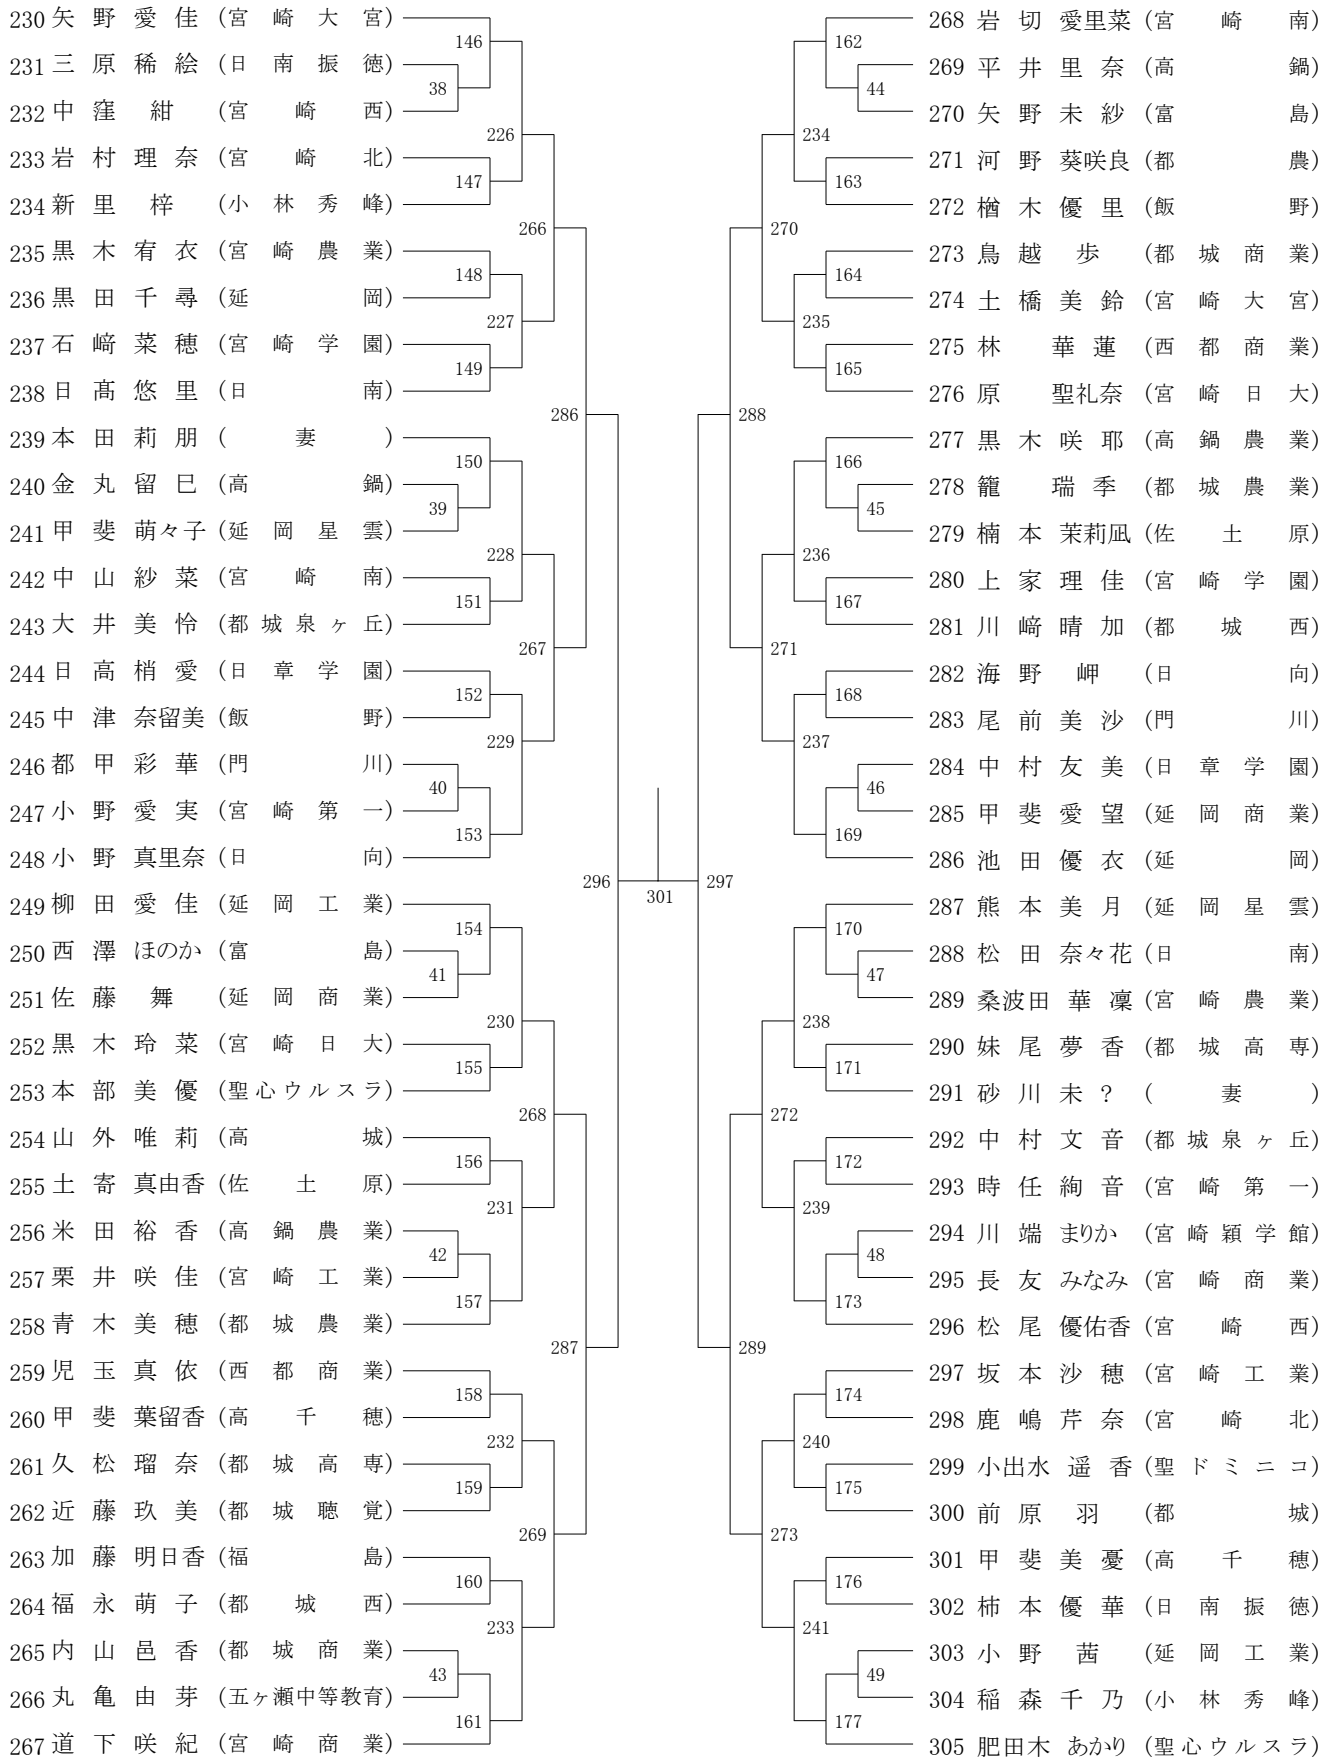 230 矢野愛佳 (宮崎大宮)
231 三原稀絵 (日南振徳)
232 中窪紺 (宮崎西)
233 岩村理奈 (宮崎北)
234 新里梓 (小林秀峰)
235 黒木宥衣 (宮崎農業)
236 黒田千尋 (延岡)
237 石﨑菜穂 (宮崎学園)
238 日髙悠里 (日南)
239 本田莉朋 (妻)
240 金丸留巳 (高鍋)
241 甲斐萌々子 (延岡星雲)
242 中山紗菜 (宮崎南)
243 大井美怜 (都城泉ヶ丘)
244 日高梢愛 (日章学園)
245 中津奈留美 (飯野)
246 都甲彩華 (門川)
247 小野愛実 (宮崎第一)
248 小野真里奈 (日向)
249 柳田愛佳 (延岡工業)
250 西澤ほのか (富島)
251 佐藤舞 (延岡商業)
252 黒木玲菜 (宮崎日大)
253 本部美優 (聖心ウルスラ)
254 山外唯莉 (高城)
255 土寄真由香 (佐土原)
256 米田裕香 (高鍋農業)
257 栗井咲佳 (宮崎工業)
258 青木美穂 (都城農業)
259 児玉真依 (西都商業)
260 甲斐葉留香 (高千穂)
261 久松瑠奈 (都城高専)
262 近藤玖美 (都城聴覚)
263 加藤明日香 (福島)
264 福永萌子 (都城西)
265 内山邑香 (都城商業)
266 丸亀由芽 (五ヶ瀬中等教育)
267 道下咲紀 (宮崎商業)
146
38
226
147
266
148
227
149
286
150
39
228
151
267
152
229
40
153
296
154
41
230
155
268
156
231
42
157
287
158
232
159
269
160
233
43
161
301
297
162
44
234
163
270
164
235
165
288
166
45
236
167
271
168
237
46
169
170
47
238
171
272
172
239
48
173
289
174
240
175
273
176
241
49
177
268 岩切愛里菜 (宮崎南)
269 平井里奈 (高鍋)
270 矢野未紗 (富島)
271 河野葵咲良 (都農)
272 楢木優里 (飯野)
273 鳥越歩 (都城商業)
274 土橋美鈴 (宮崎大宮)
275 林華蓮 (西都商業)
276 原聖礼奈 (宮崎日大)
277 黒木咲耶 (高鍋農業)
278 籠瑞季 (都城農業)
279 楠本茉莉凪 (佐土原)
280 上家理佳 (宮崎学園)
281 川﨑晴加 (都城西)
282 海野岬 (日向)
283 尾前美沙 (門川)
284 中村友美 (日章学園)
285 甲斐愛望 (延岡商業)
286 池田優衣 (延岡)
287 熊本美月 (延岡星雲)
288 松田奈々花 (日南)
289 桑波田華凜 (宮崎農業)
290 妹尾夢香 (都城高専)
291 砂川未? (妻)
292 中村文音 (都城泉ヶ丘)
293 時任絢音 (宮崎第一)
294 川端まりか (宮崎穎学館)
295 長友みなみ (宮崎商業)
296 松尾優佑香 (宮崎西)
297 坂本沙穂 (宮崎工業)
298 鹿嶋芹奈 (宮崎北)
299 小出水遥香 (聖ドミニコ)
300 前原羽 (都城)
301 甲斐美憂 (高千穂)
302 柿本優華 (日南振徳)
303 小野茜 (延岡工業)
304 稲森千乃 (小林秀峰)
305 肥田木あかり (聖心ウルスラ)